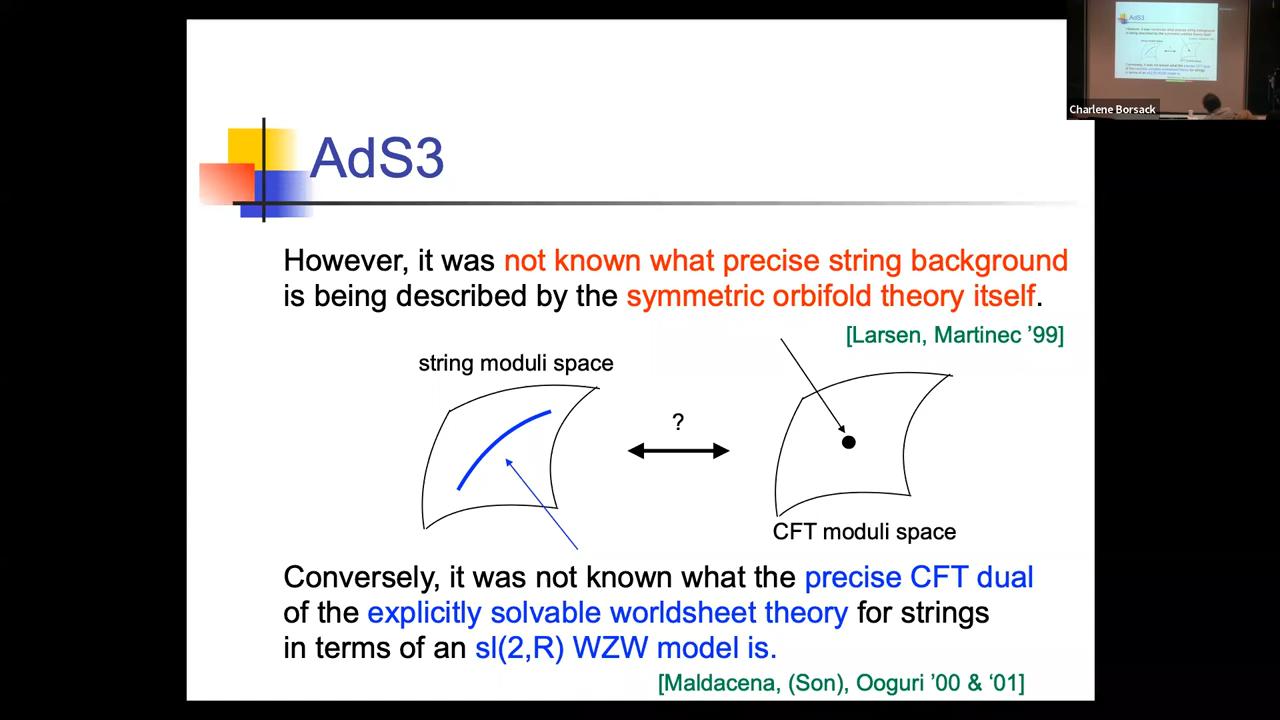 AdS3
However, it was not known what precise string background
is being described by the symmetric orbifold theory itself.
[Larsen, Martinec ’99]
string moduli space
?
CFT moduli space
Conversely, it was not known what the precise CFT dual
of the explicitly solvable worldsheet theory for strings
in terms of an sl(2,R) WZW model is.
[Maldacena, (Son), Ooguri ’00 & ‘01]
AdS3
Charlene Borsack